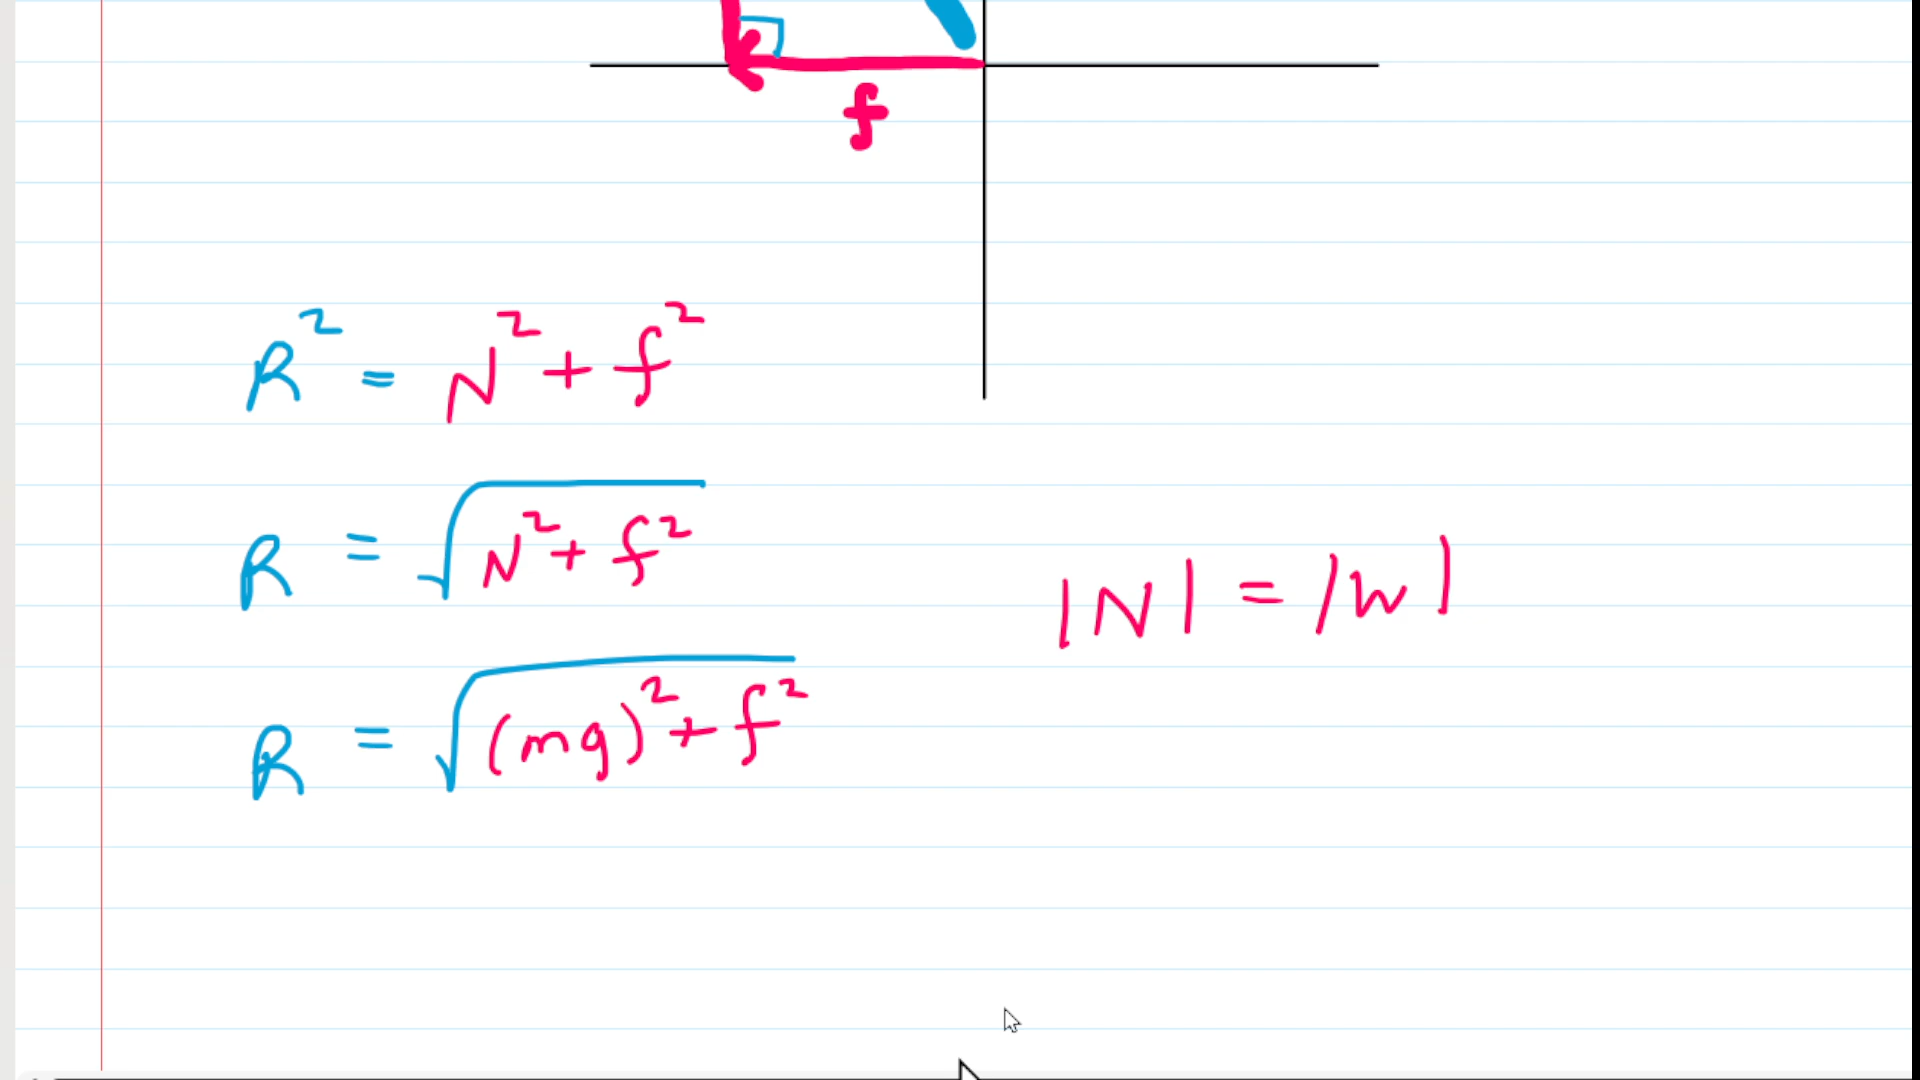 f
R² = N² + f²
R = √N² + f²
|N| = |W|
R = √(mg)² + f²